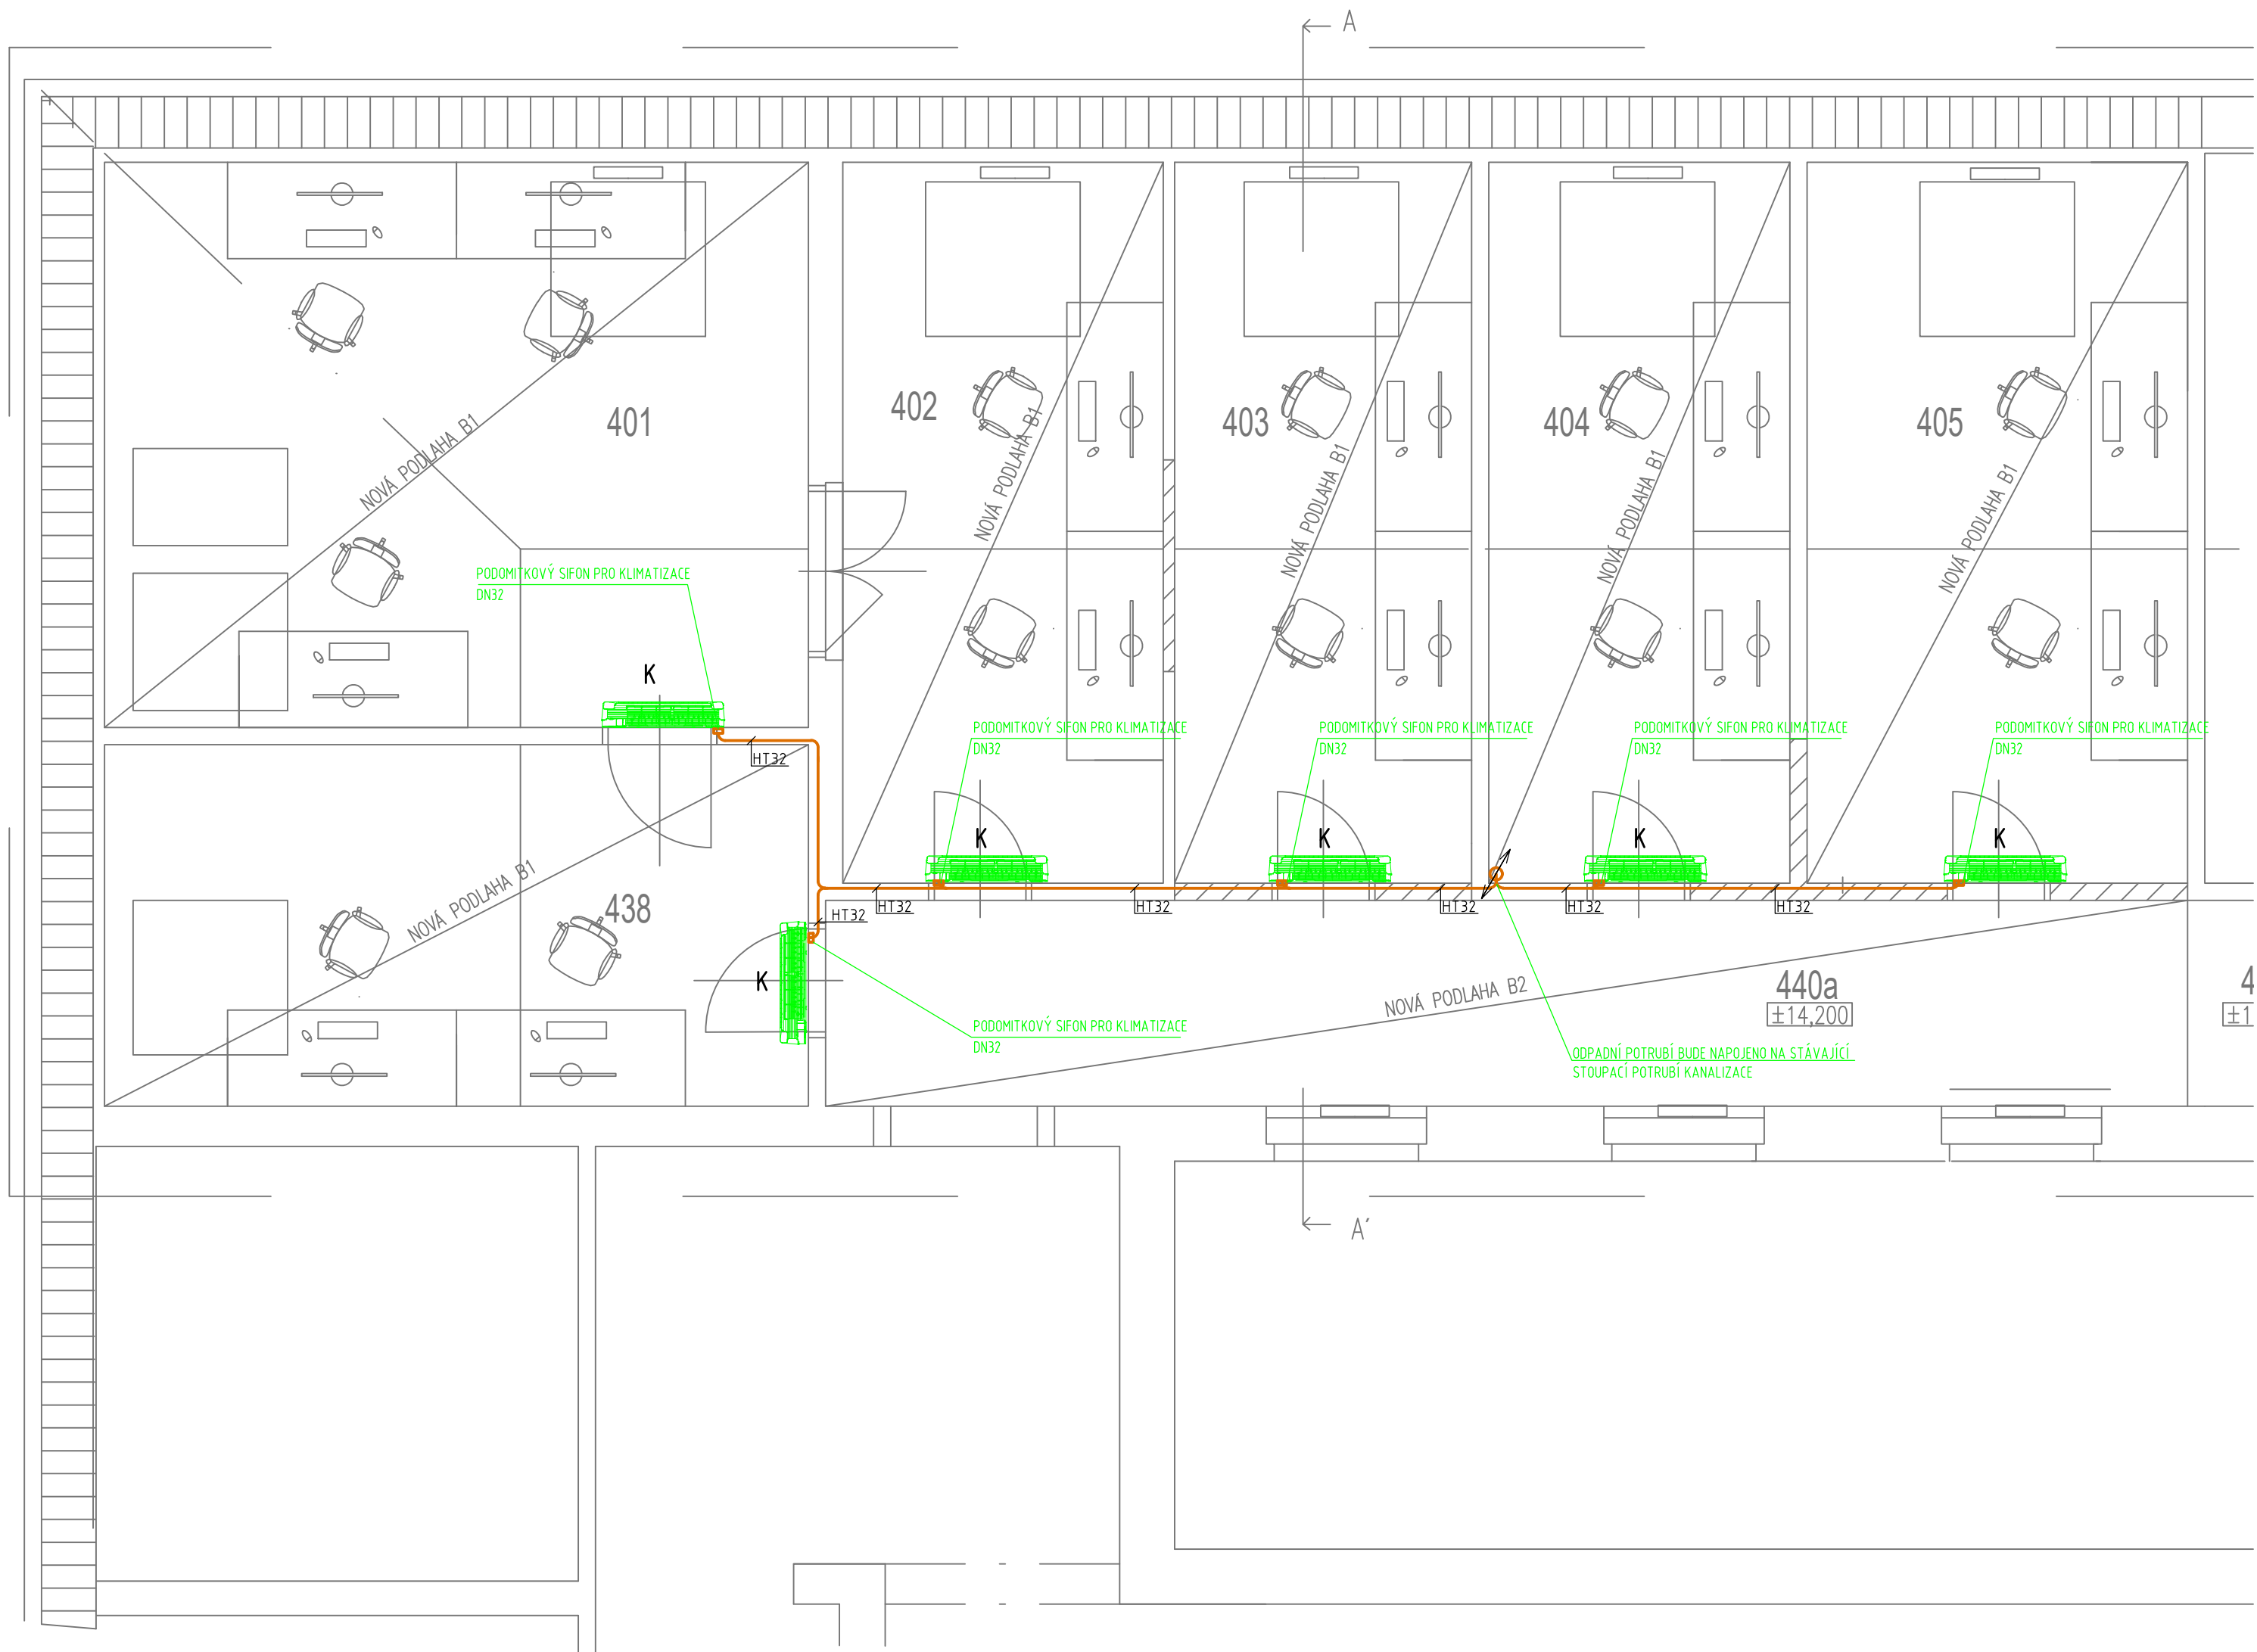 A
401
402
403
404
405
NOVÁ PODLAHA B1
NOVÁ PODLAHA B1
NOVÁ PODLAHA B1
NOVÁ PODLAHA B1
NOVÁ PODLAHA B1
PODOMITKOVÝ SIFON PRO KLIMATIZACE
DN32
K
HT32
PODOMITKOVÝ SIFON PRO KLIMATIZACE
DN32
PODOMITKOVÝ SIFON PRO KLIMATIZACE
DN32
PODOMITKOVÝ SIFON PRO KLIMATIZACE
DN32
PODOMITKOVÝ SIFON PRO KLIMATIZACE
DN32
K
K
K
K
HT32
HT32
HT32
HT32
HT32
HT32
NOVÁ PODLAHA B1
438
K
PODOMITKOVÝ SIFON PRO KLIMATIZACE
DN32
NOVÁ PODLAHA B2
440a
±14,200
4
±1
ODPADNÍ POTRUBÍ BUDE NAPOJENO NA STÁVAJÍCÍ
STOUPACÍ POTRUBÍ KANALIZACE
A´